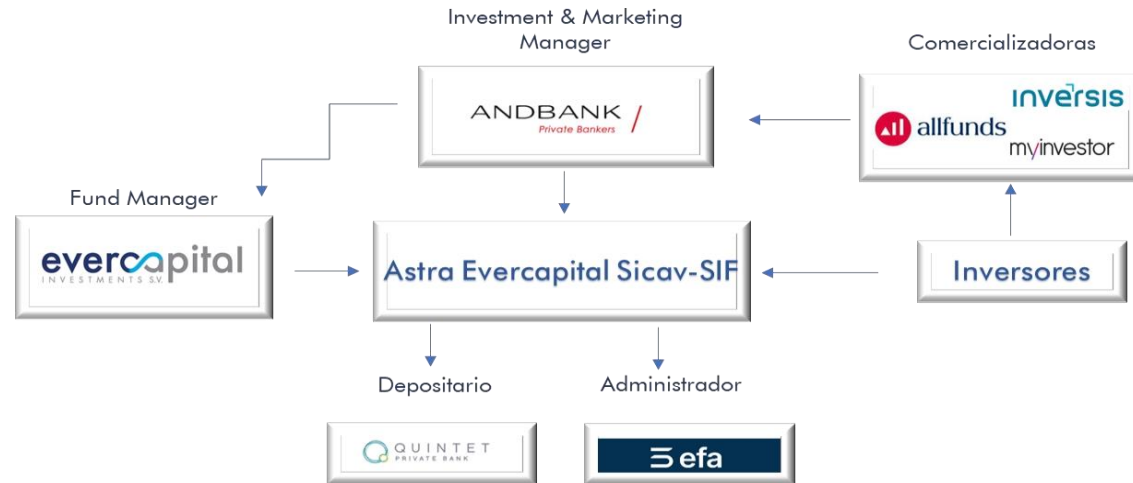 Investment & Marketing
Manager
Comercializadoras
ANDBANK
Private Bankers
inversis
allfunds
myinvestor
Fund Manager
evercapital
INVESTMENTS S.V.
Astra Evercapital Sicav-SIF
Inversores
Depositario
Administrador
QUINTET
PRIVATE BANK
efa